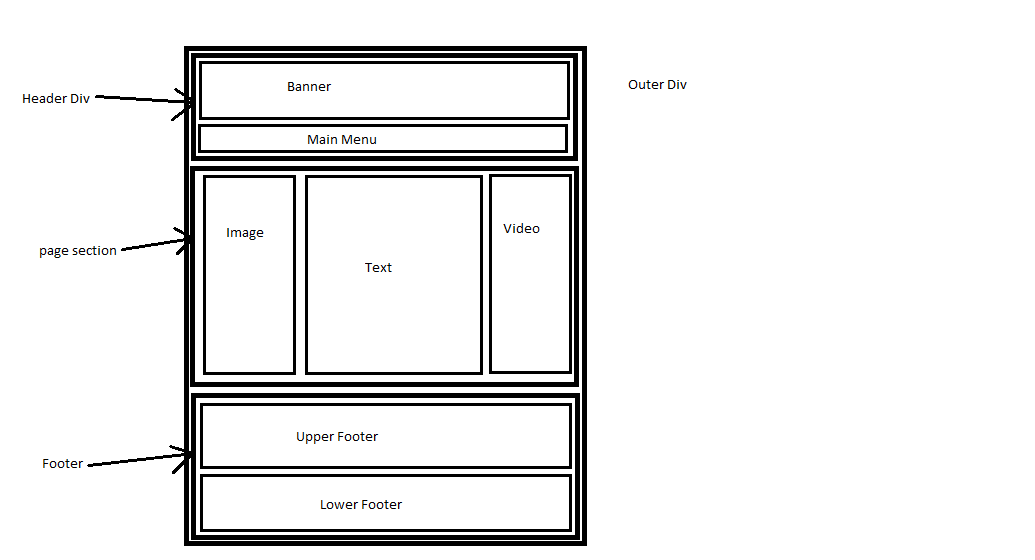 Banner
Outer Div
Header Div
Main Menu
Image
Video
page section
Text
Upper Footer
Footer
Lower Footer